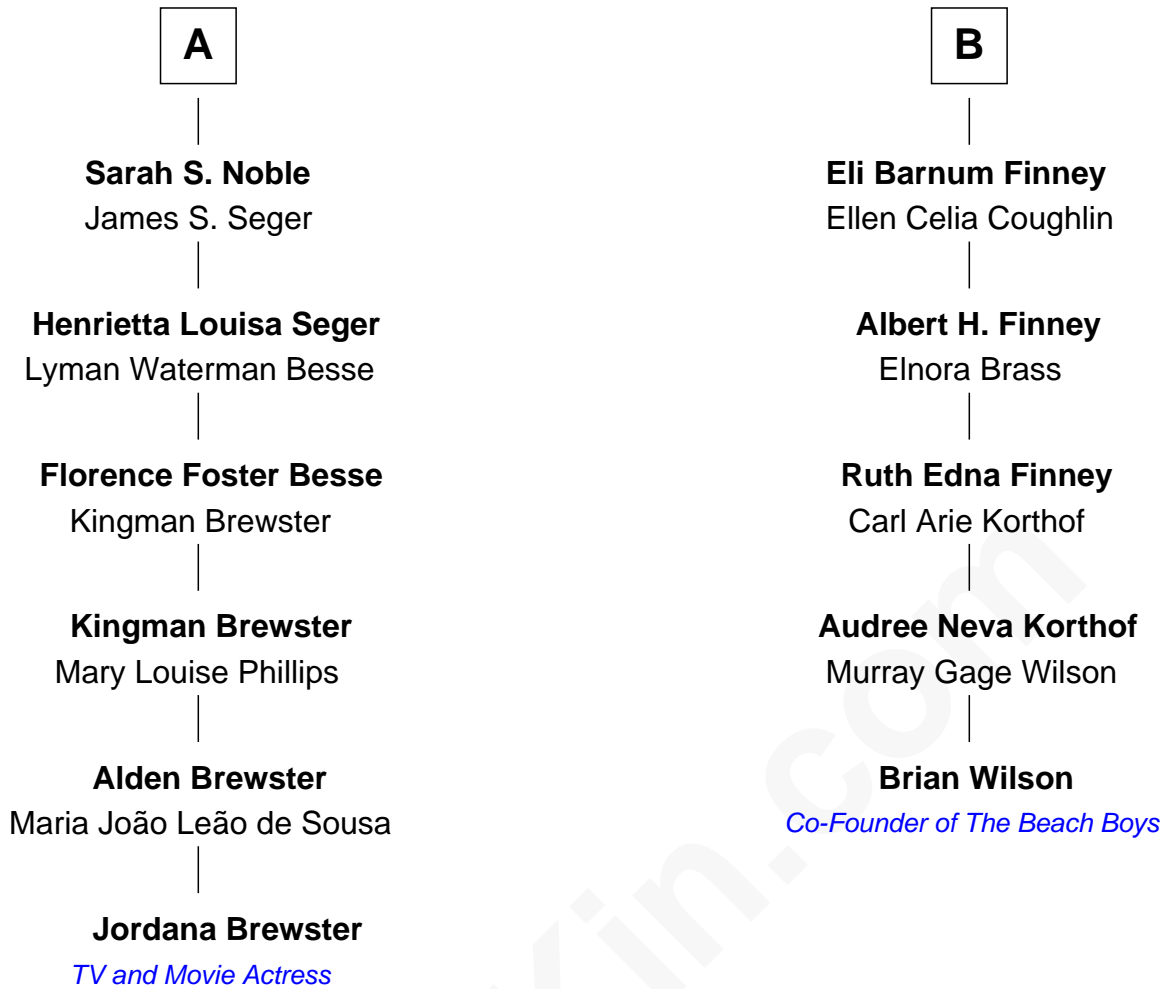 A
Sarah S. Noble
James S. Seger
Henrietta Louisa Seger
Lyman Waterman Besse
Florence Foster Besse
Kingman Brewster
Kingman Brewster
Mary Louise Phillips
Alden Brewster
Maria João Leão de Sousa
Jordana Brewster
TV and Movie Actress
B
Eli Barnum Finney
Ellen Celia Coughlin
Albert H. Finney
Elnora Brass
Ruth Edna Finney
Carl Arie Korthof
Audree Neva Korthof
Murray Gage Wilson
Brian Wilson
Co-Founder of The Beach Boys